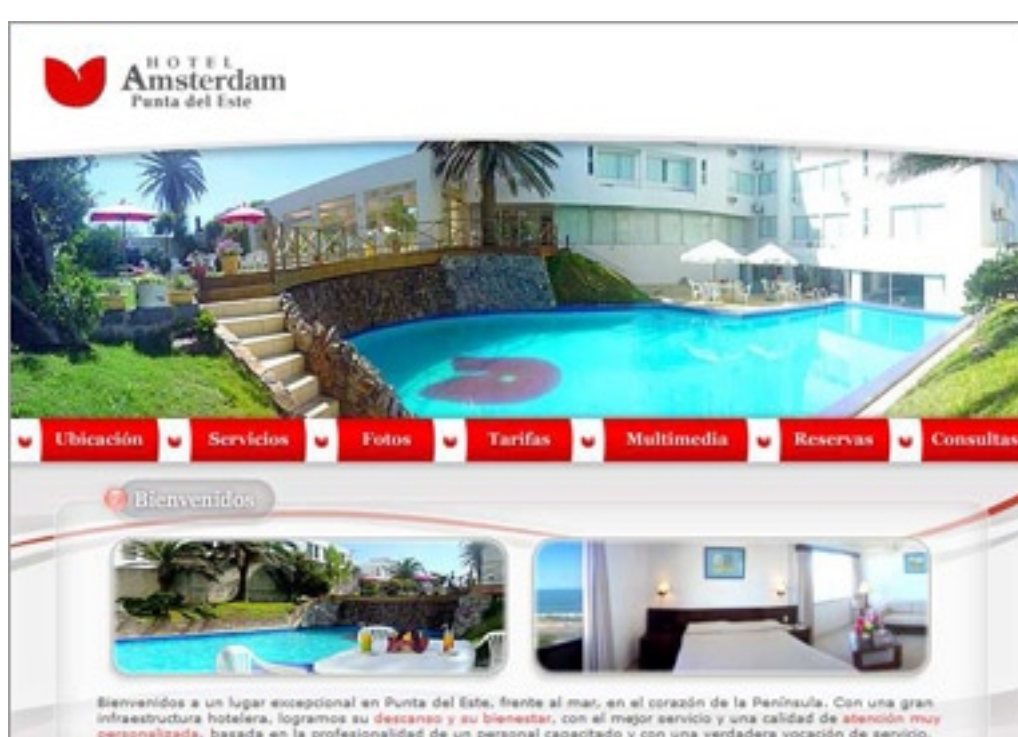 HOTEL
Amsterdam
Punta del Este
Ubicación Servicios Fotos Tarifas Multimedia Reservas Consultas
Bienvenidos
Bienvenidos a un lugar excepcional en Punta del Este, frente al mar, en el corazón de la Península. Con una gran
infraestructura hotelera, logramos su descanso y su bienestar, con el mejor servicio y una calidad de atención muy
personalizada, basada en la profesionalidad de un personal capacitado y con una verdadera vocación de servicio.